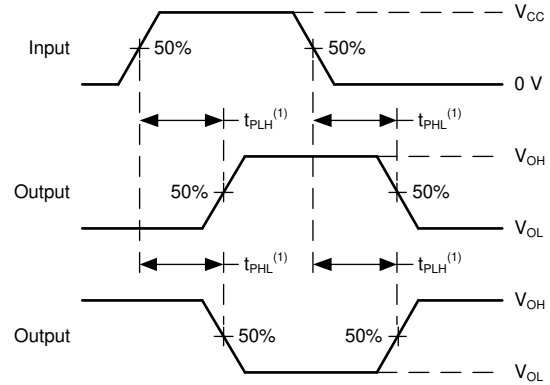 V_CC
Input 50% 50%
0 V
t_PLH^(1) t_PHL^(1)
V_OH
Output 50% 50%
V_OL
t_PHL^(1) t_PLH^(1)
V_OH
Output 50% 50%
V_OL